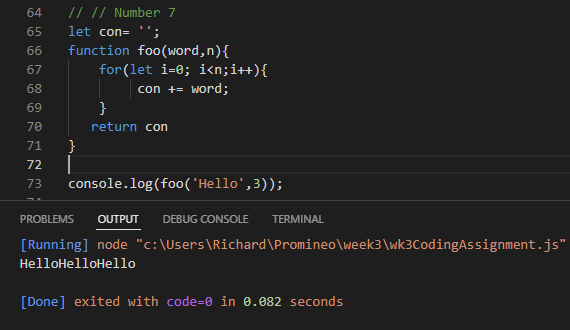 64 // // Number 7
65 let con= '';
66 function foo(word,n){
67 for(let i=0; i<n;i++){
68 con += word;
69 }
70 return con
71 }
72
73 console.log(foo('Hello',3));
PROBLEMS OUTPUT DEBUG CONSOLE TERMINAL
[Running] node "c:\Users\Richard\Promineo\week3\wk3CodingAssignment.js"
HelloHelloHello
[Done] exited with code=0 in 0.082 seconds